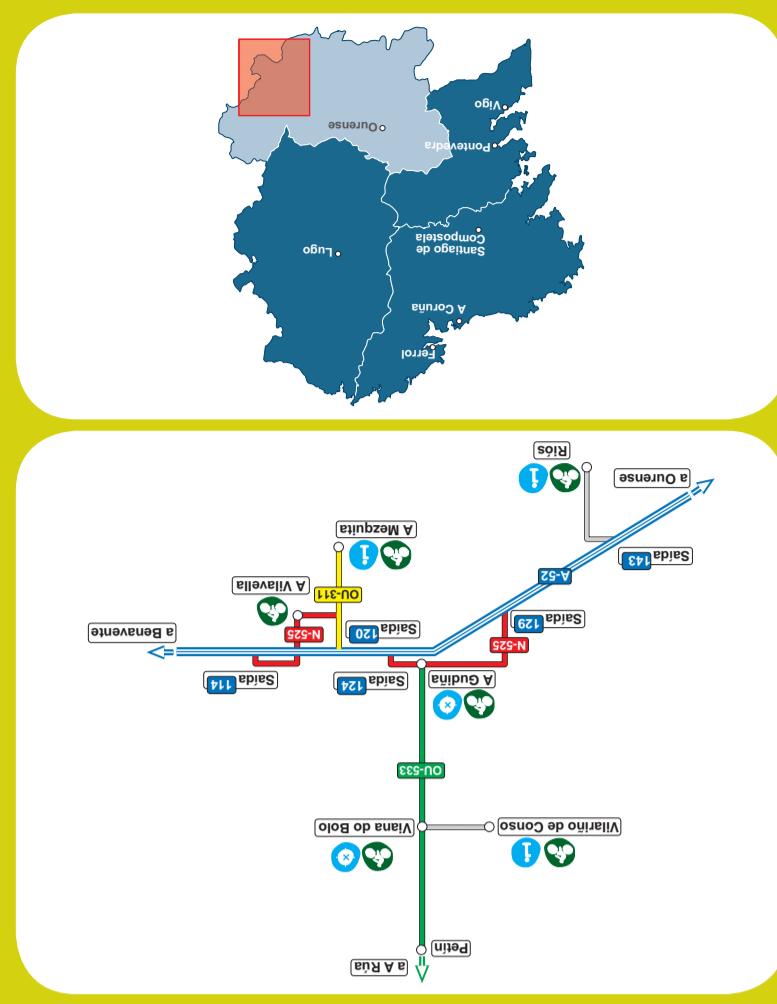 a A Rúa
Petín
Vilariño de Conso
Viana do Bolo
OU-533
A Gudiña
Saída 124
Saída 114
N-525
Saída 129
Saída 120
N-525
a Benavente
A Vilavella
OU-311
A-52
Saída 143
A Mezquita
a Ourense
Riós
Ferrol
A Coruña
Santiago de
Compostela
Lugo
Pontevedra
Ourense
Vigo